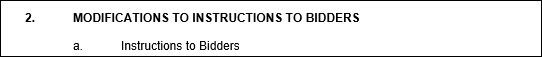 2. MODIFICATIONS TO INSTRUCTIONS TO BIDDERS
a. Instructions to Bidders